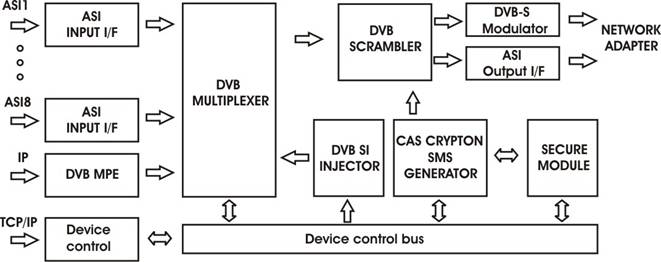 ASI1
ASI
INPUT I/F
DVB
MULTIPLEXER
DVB
SCRAMBLER
DVB-S
Modulator
ASI
Output I/F
NETWORK
ADAPTER
ASI8
ASI
INPUT I/F
IP
DVB MPE
DVB SI
INJECTOR
CAS CRYPTON
SMS
GENERATOR
SECURE
MODULE
TCP/IP
Device
control
Device control bus